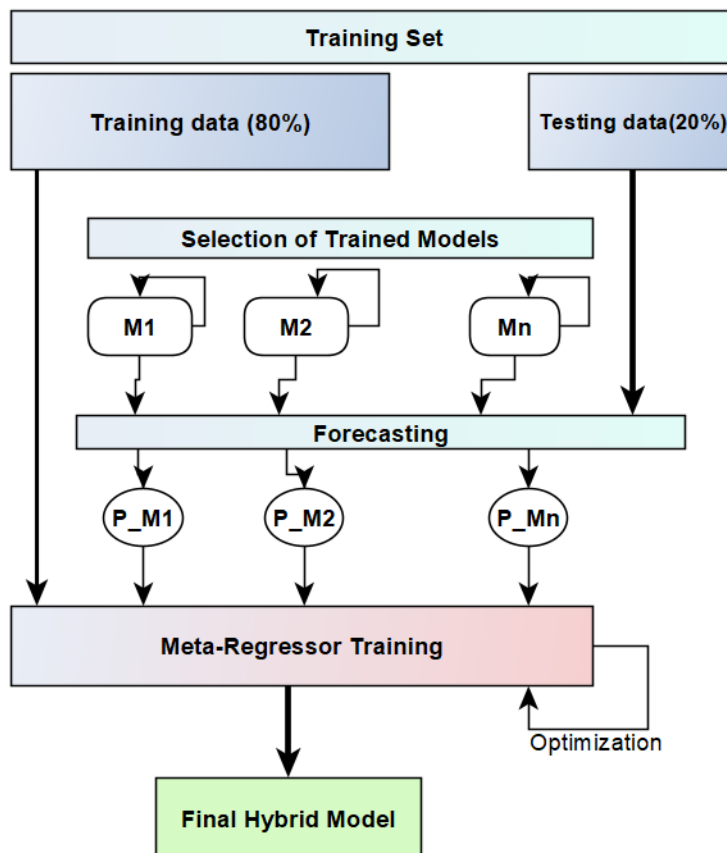 Training Set
Training data (80%)
Testing data(20%)
Selection of Trained Models
M1
M2
Mn
Forecasting
P_M1
P_M2
P_Mn
Meta-Regressor Training
Optimization
Final Hybrid Model